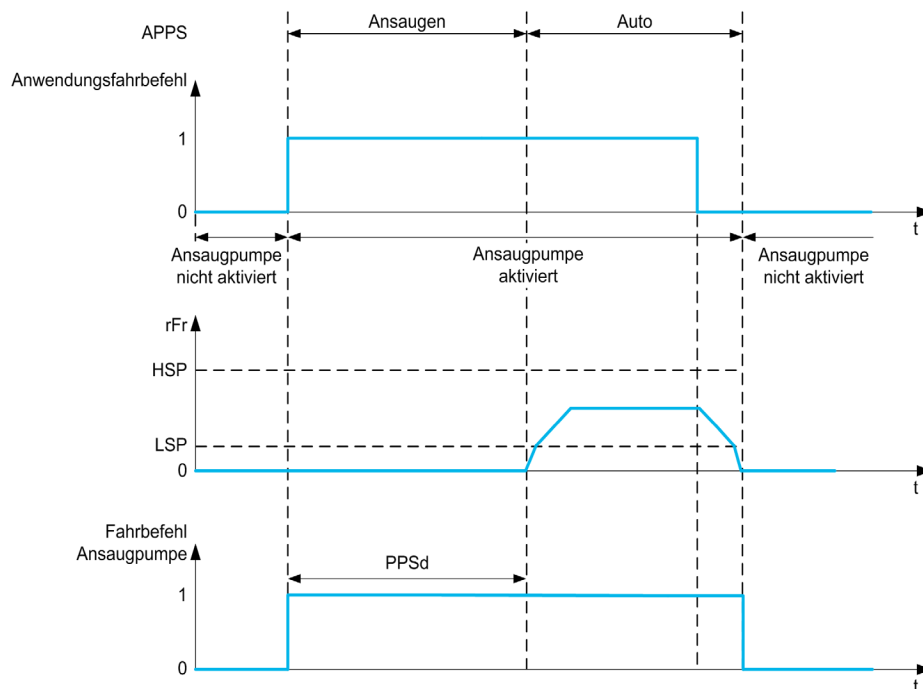 APPS
Ansaugen
Auto
Anwendungsfahrbefehl
1
0
t
Ansaugpumpe
nicht aktiviert
Ansaugpumpe
aktiviert
Ansaugpumpe
nicht aktiviert
rFr
HSP
LSP
0
t
Fahrbefehl
Ansaugpumpe
PPSd
1
0
t